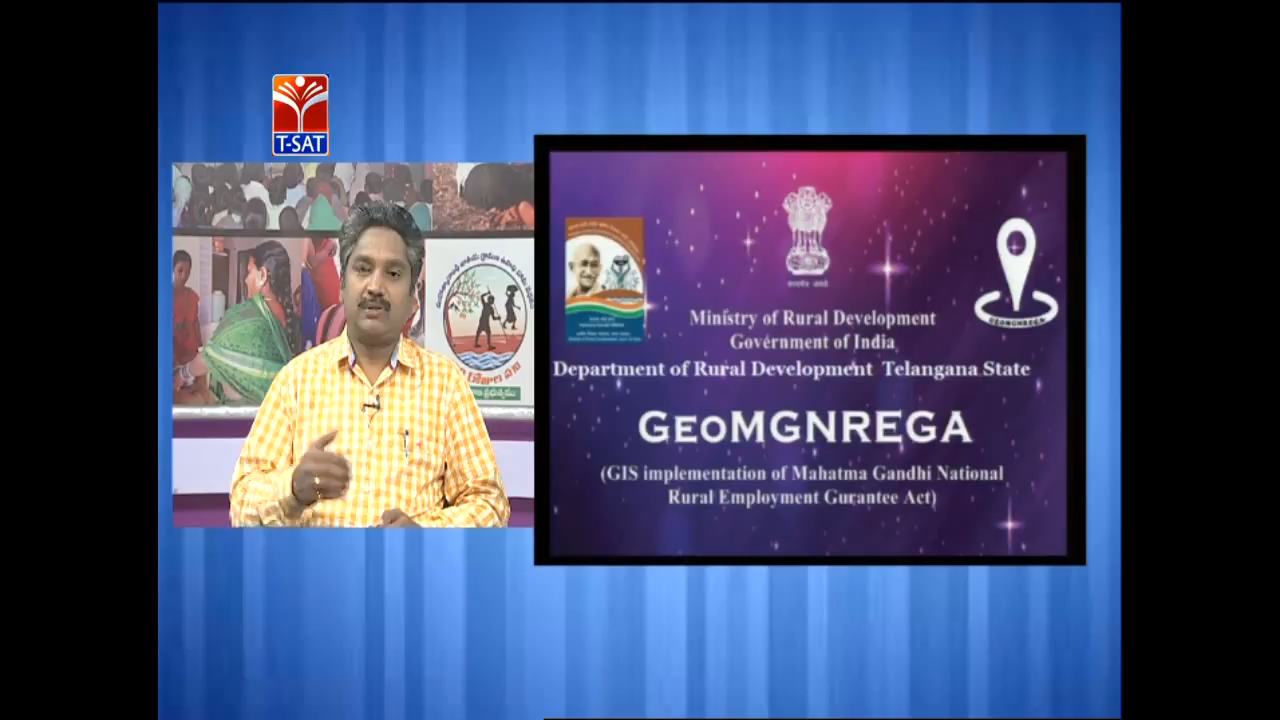 T-SAT
Ministry of Rural Development
Government of India
Department of Rural Development Telangana State
GEOMGNREGA
(GIS implementation of Mahatma Gandhi National
Rural Employment Gurantee Act)
GEOMGNREGA